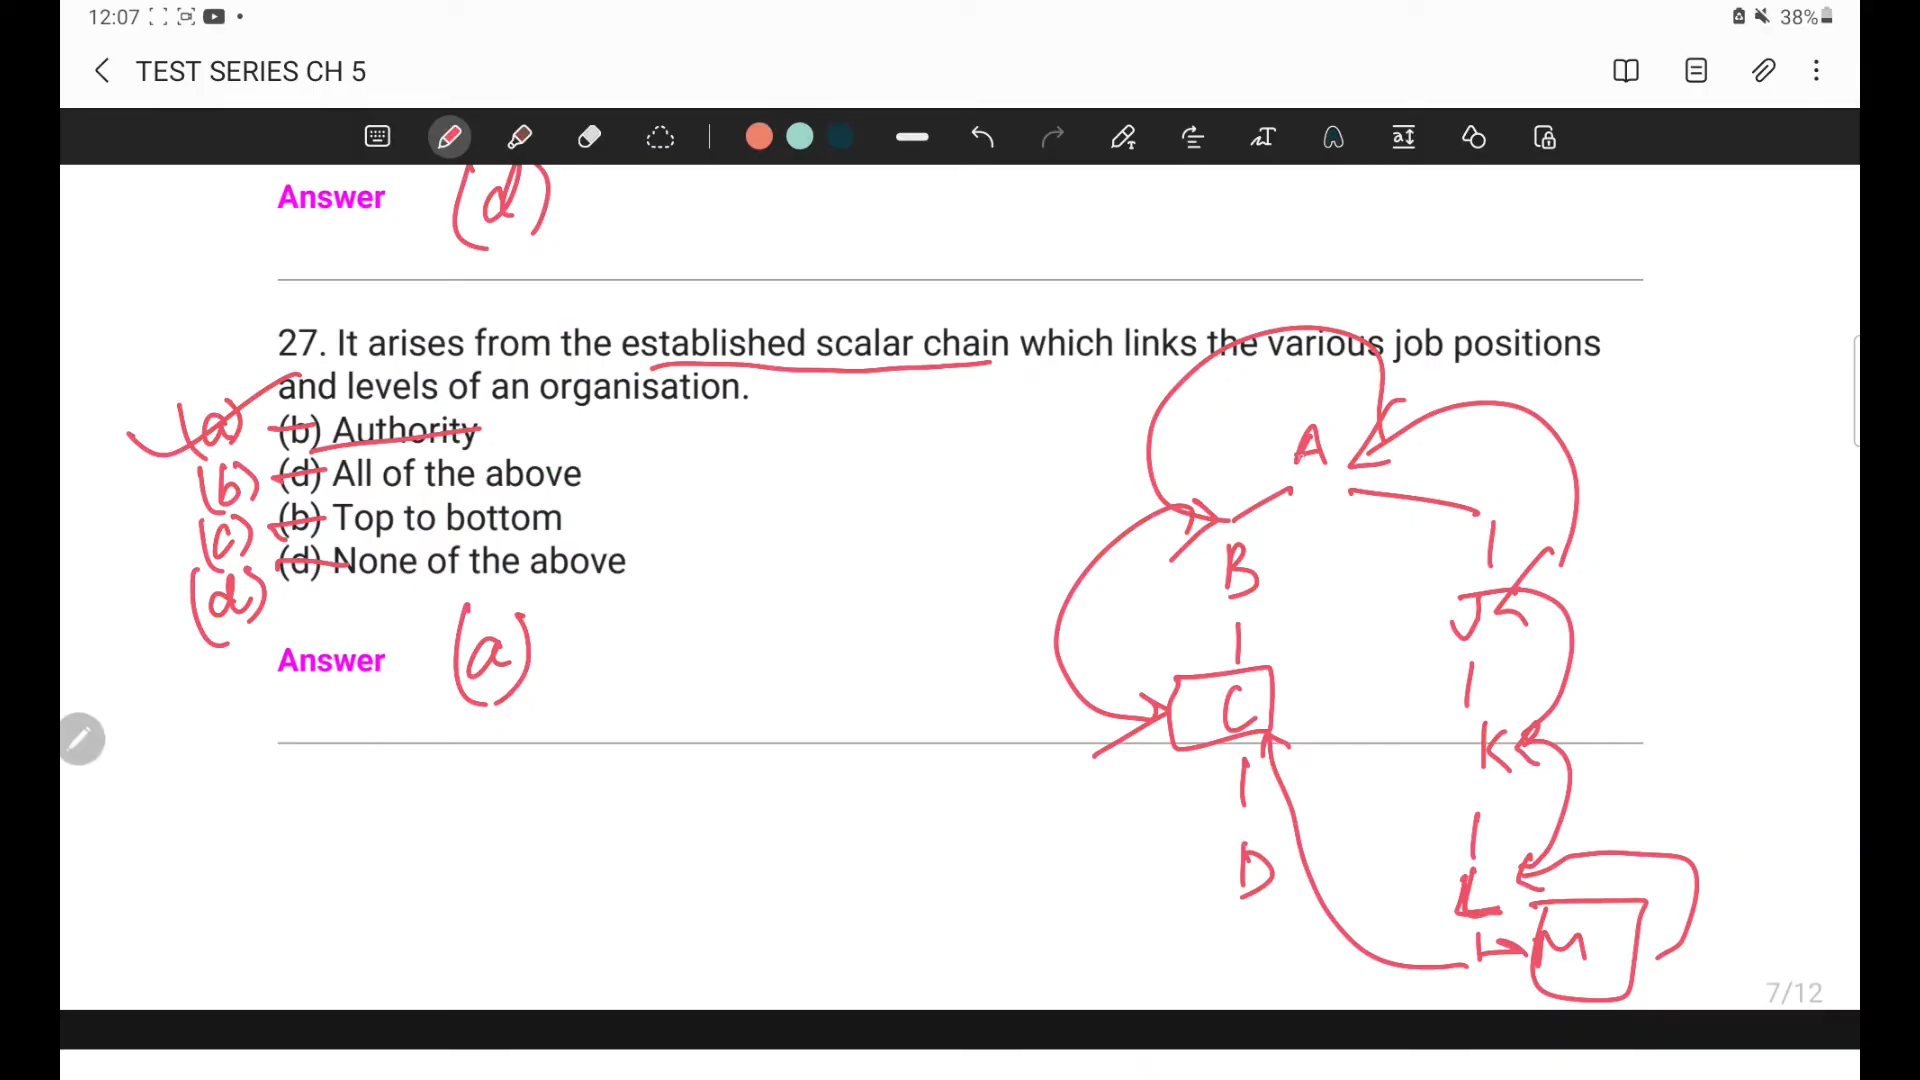 12:07 38%
TEST SERIES CH 5
Answer (d)
27. It arises from the established scalar chain which links the various job positions
and levels of an organisation.
(a) (b) Authority
(b) (d) All of the above
(c) (b) Top to bottom
(d) (d) None of the above
Answer (a)
A
B
J
C
K
D
L
M
7/12